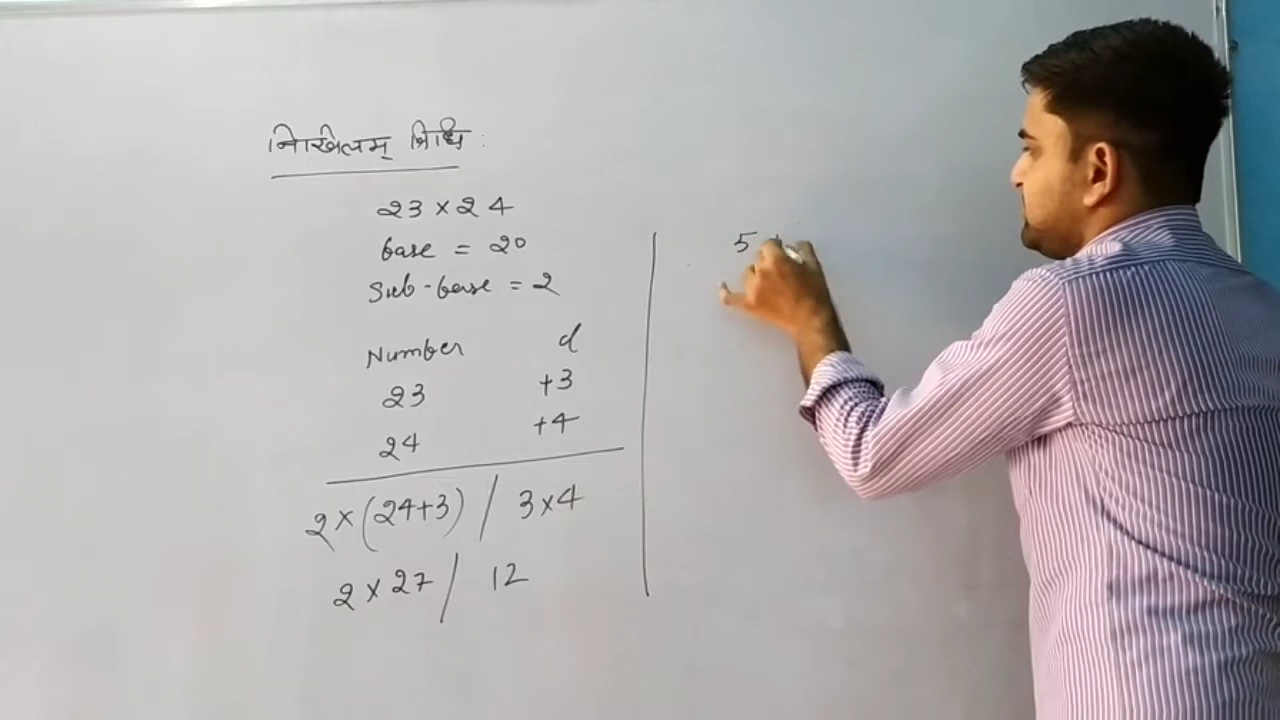 निखिलम् विधि :
23 × 24
base = 20
Sub-base = 2
Number d
23 +3
24 +4
2 × (24+3) / 3×4
2 × 27 / 12
5